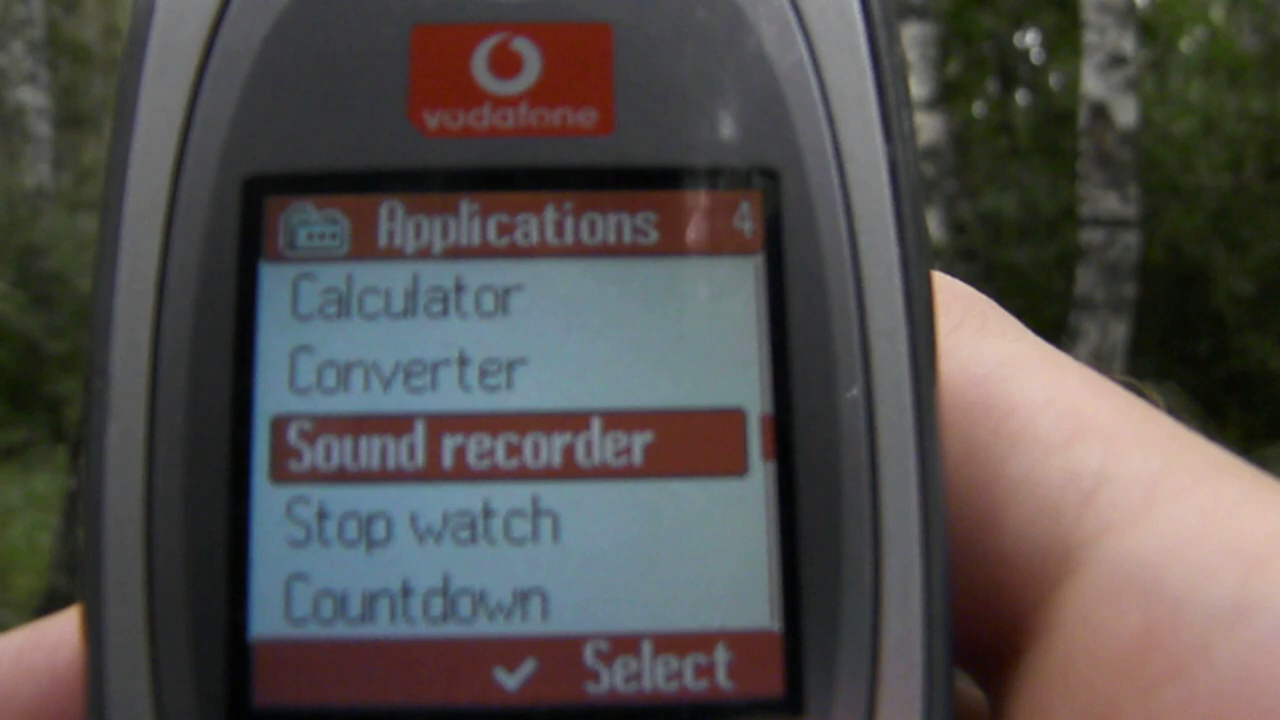 vodafone
Applications 4
Calculator
Converter
Sound recorder
Stop watch
Countdown
Select